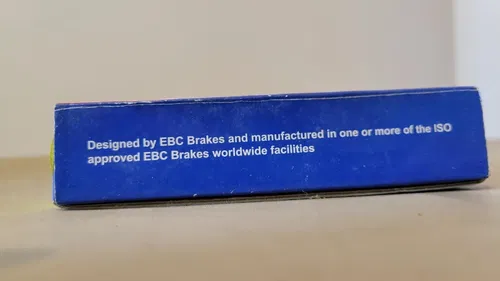 Designed by EBC Brakes and manufactured in one or more of the ISO
approved EBC Brakes worldwide facilities